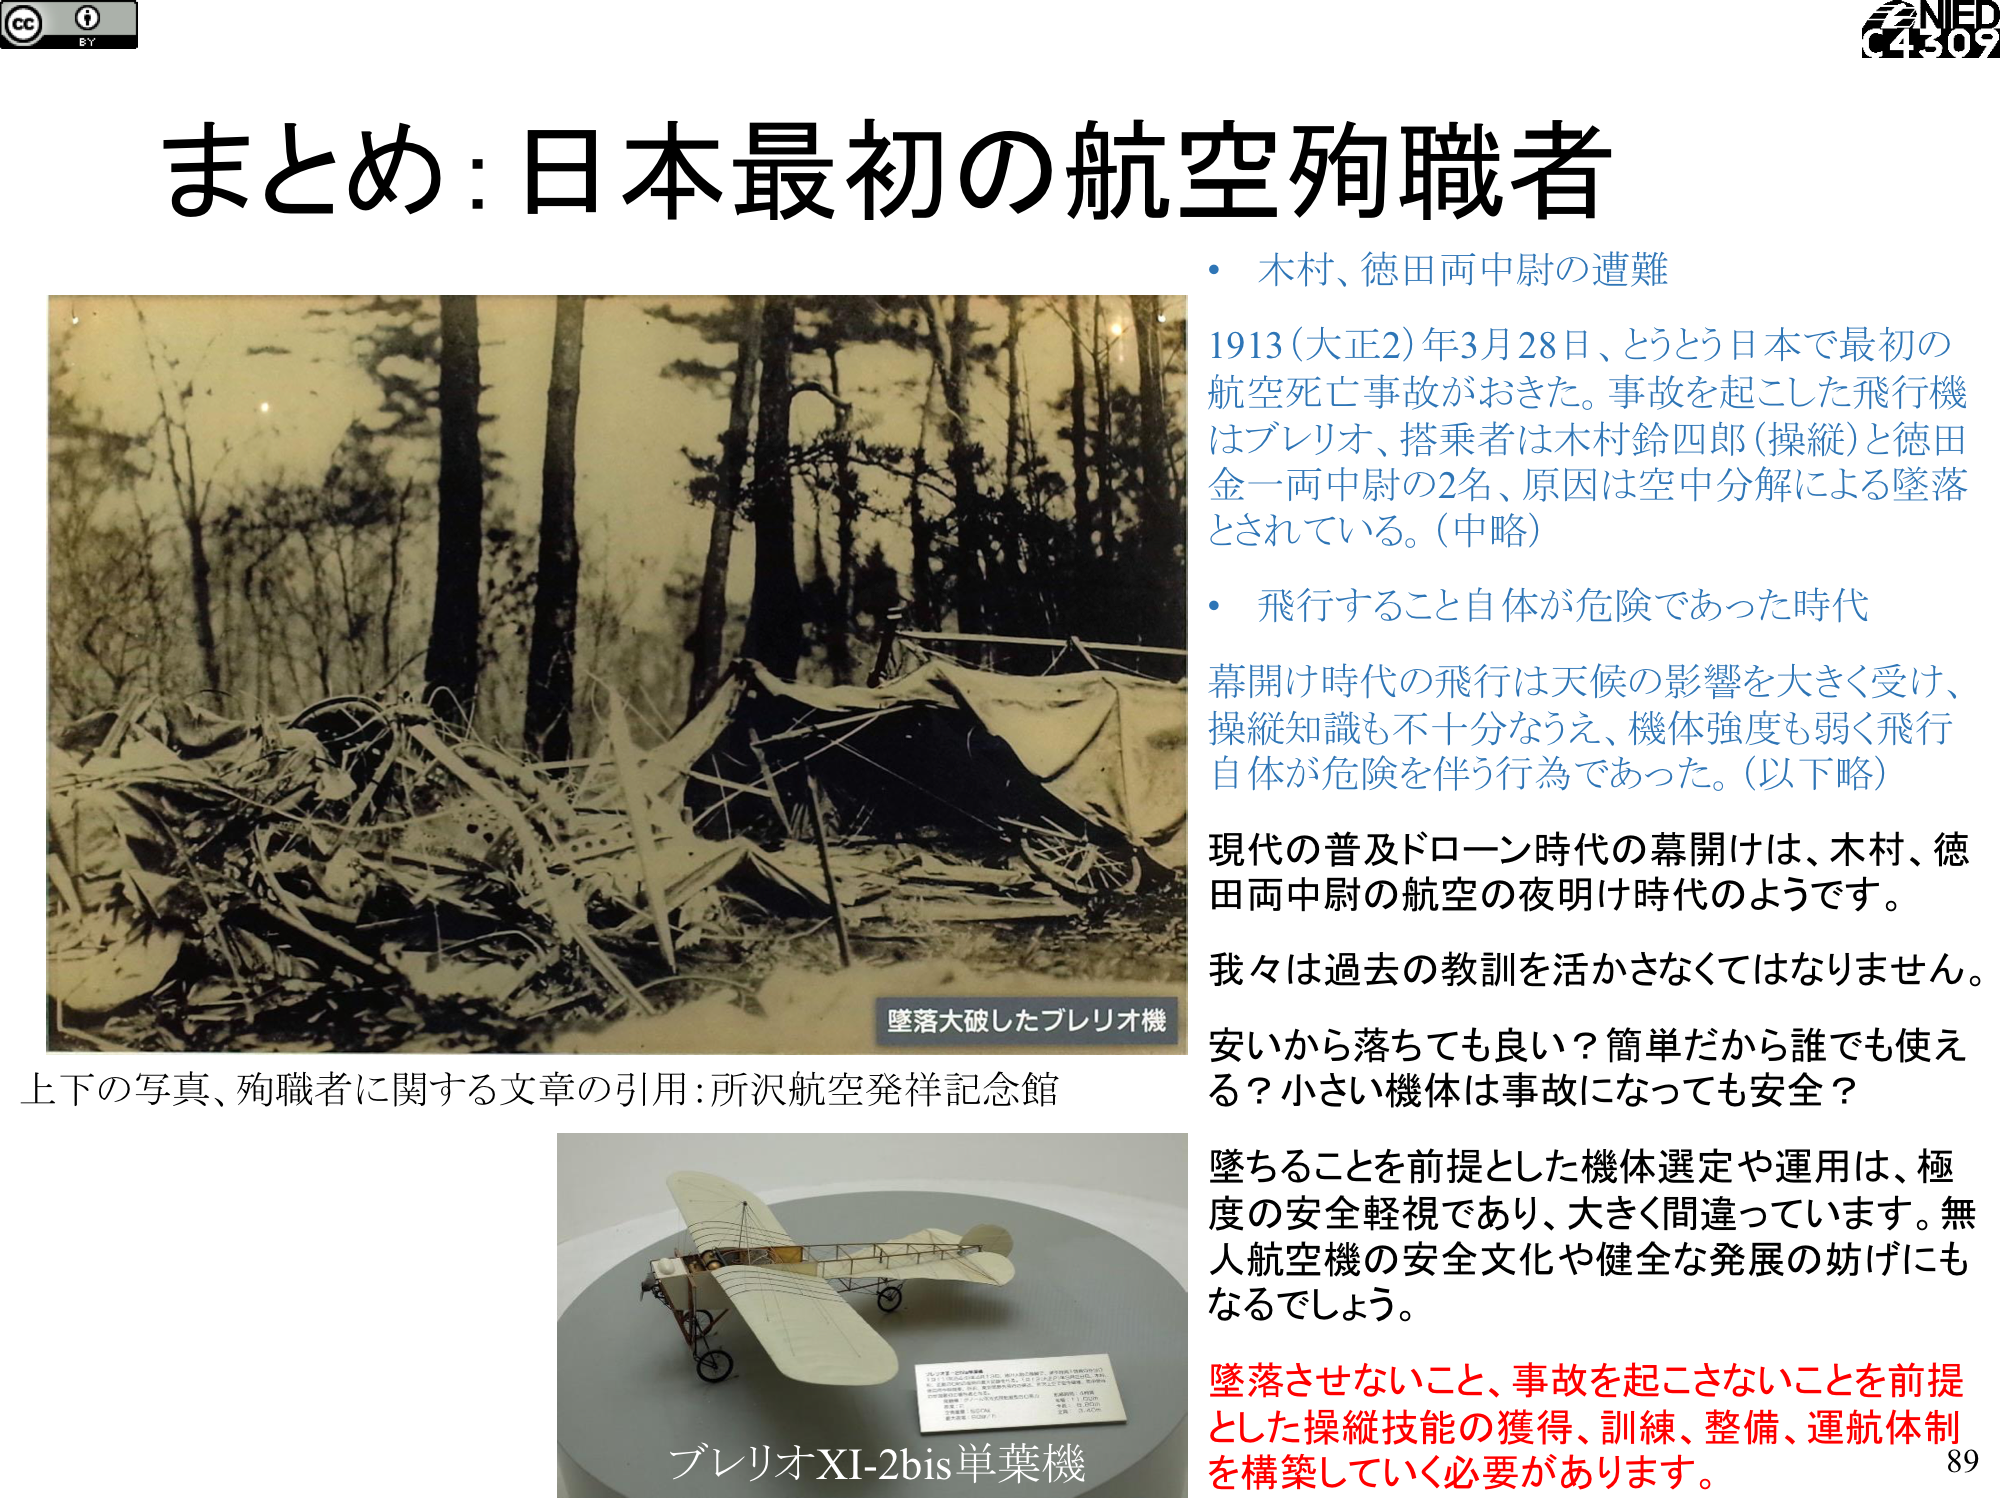 cc BY
NIED
C4309
まとめ：日本最初の航空殉職者
• 木村、徳田両中尉の遭難
1913（大正2）年3月28日、とうとう日本で最初の
航空死亡事故がおきた。事故を起こした飛行機
はブレリオ、搭乗者は木村鈴四郎（操縦）と徳田
金一両中尉の2名、原因は空中分解による墜落
とされている。（中略）
• 飛行すること自体が危険であった時代
幕開け時代の飛行は天候の影響を大きく受け、
操縦知識も不十分なうえ、機体強度も弱く飛行
自体が危険を伴う行為であった。（以下略）
現代の普及ドローン時代の幕開けは、木村、徳
田両中尉の航空の夜明け時代のようです。
我々は過去の教訓を活かさなくてはなりません。
安いから落ちても良い？簡単だから誰でも使え
る？小さい機体は事故になっても安全？
墜ちることを前提とした機体選定や運用は、極
度の安全軽視であり、大きく間違っています。無
人航空機の安全文化や健全な発展の妨げにも
なるでしょう。
墜落させないこと、事故を起こさないことを前提
とした操縦技能の獲得、訓練、整備、運航体制
を構築していく必要があります。
墜落大破したブレリオ機
上下の写真、殉職者に関する文章の引用：所沢航空発祥記念館
ブレリオXI-2bis単葉機
89